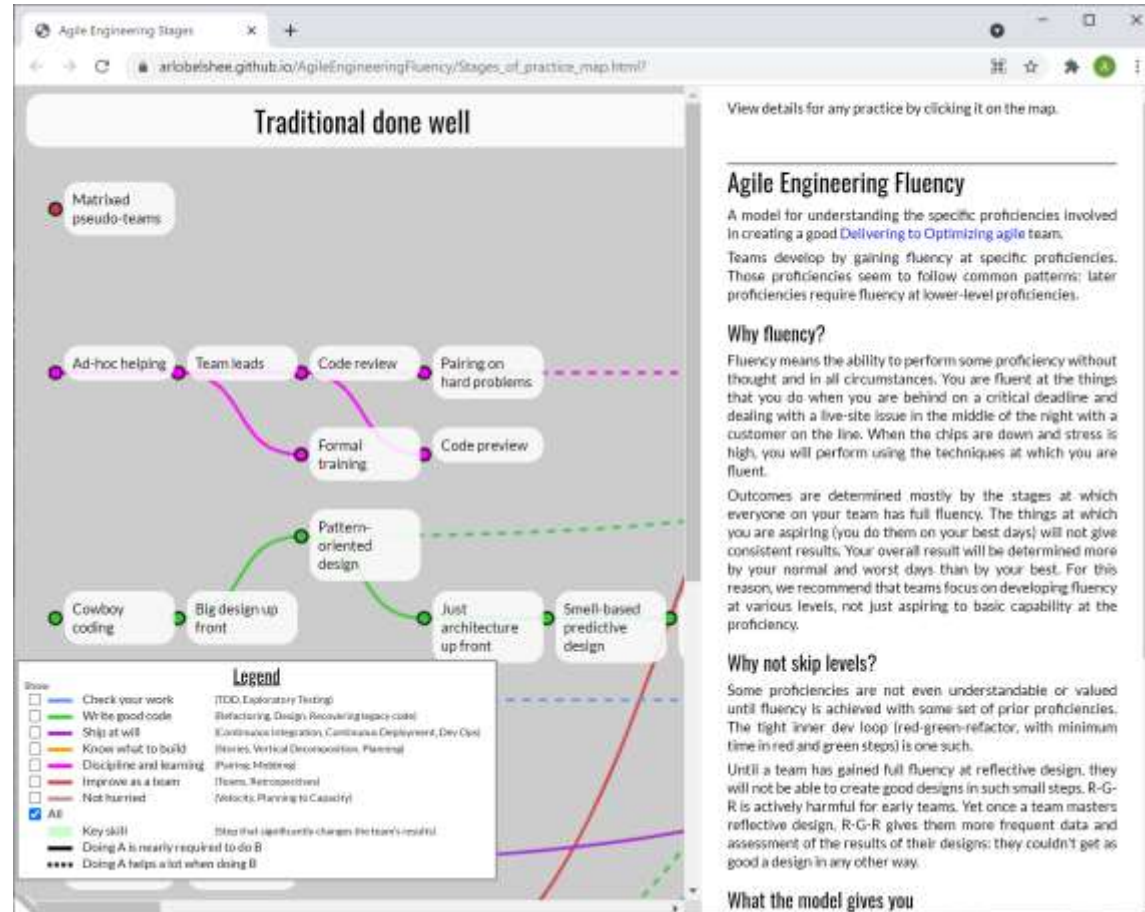 Agile Engineering Stages
arlobelshee.github.io/AgileEngineeringFluency/Stages_of_practice_map.html?
Traditional done well
Matrixed
pseudo-teams
Ad-hoc helping
Team leads
Code review
Pairing on
hard problems
Formal
training
Code preview
Pattern-
oriented
design
Cowboy
coding
Big design up
front
Just
architecture
up front
Smell-based
predictive
design
Legend
Show
Check your work (TDD, Exploratory Testing)
Write good code (Refactoring, Design, Recovering legacy code)
Ship at will (Continuous Integration, Continuous Deployment, Dev Ops)
Know what to build (Stories, Vertical Decomposition, Planning)
Discipline and learning (Pairing, Mobbing)
Improve as a team (Teams, Retrospectives)
Not hurried (Velocity, Planning to Capacity)
All
Key skill (Step that significantly changes the team's results)
Doing A is nearly required to do B
Doing A helps a lot when doing B
View details for any practice by clicking it on the map.
Agile Engineering Fluency
A model for understanding the specific proficiencies involved
in creating a good Delivering to Optimizing agile team.
Teams develop by gaining fluency at specific proficiencies.
Those proficiencies seem to follow common patterns; later
proficiencies require fluency at lower-level proficiencies.
Why fluency?
Fluency means the ability to perform some proficiency without
thought and in all circumstances. You are fluent at the things
that you do when you are behind on a critical deadline and
dealing with a live-site issue in the middle of the night with a
customer on the line. When the chips are down and stress is
high, you will perform using the techniques at which you are
fluent.
Outcomes are determined mostly by the stages at which
everyone on your team has full fluency. The things at which
you are aspiring (you do them on your best days) will not give
consistent results. Your overall result will be determined more
by your normal and worst days than by your best. For this
reason, we recommend that teams focus on developing fluency
at various levels, not just aspiring to basic capability at the
proficiency.
Why not skip levels?
Some proficiencies are not even understandable or valued
until fluency is achieved with some set of prior proficiencies.
The tight inner dev loop (red-green-refactor, with minimum
time in red and green steps) is one such.
Until a team has gained full fluency at reflective design, they
will not be able to create good designs in such small steps. R-G-
R is actively harmful for early teams. Yet once a team masters
reflective design, R-G-R gives them more frequent data and
assessment of the results of their designs: they couldn't get as
good a design in any other way.
What the model gives you